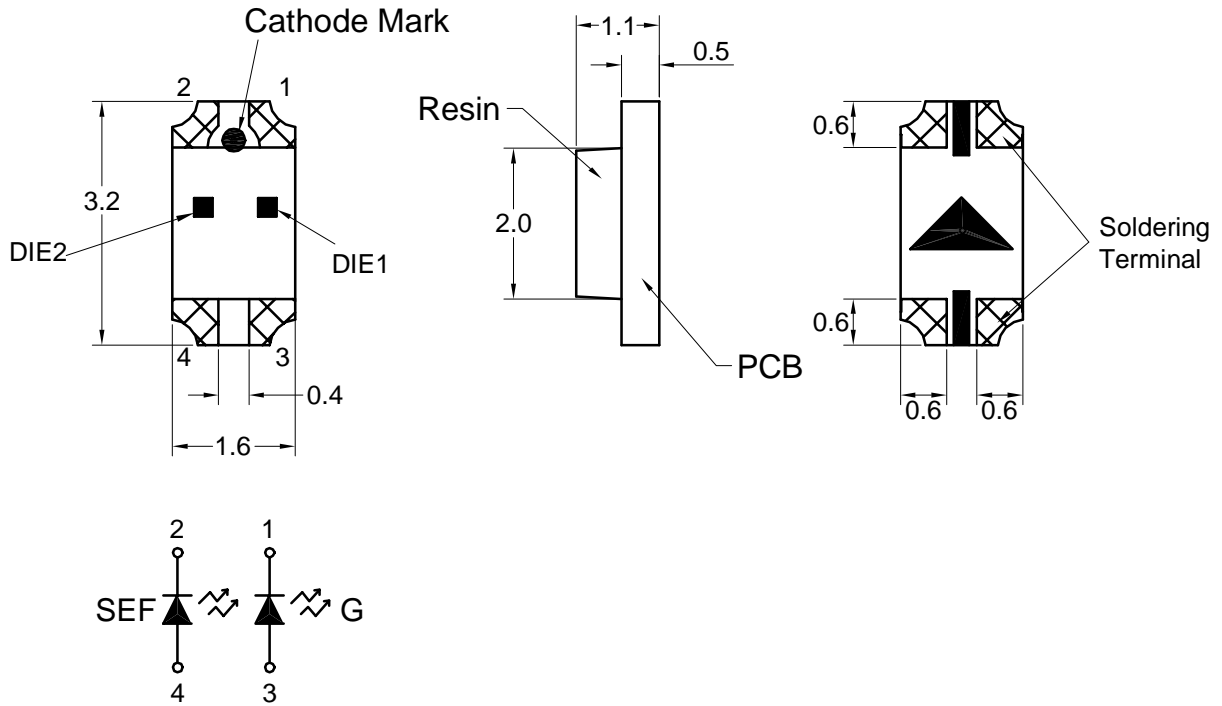 Cathode Mark
2 1
3.2
DIE2
DIE1
4 3
0.4
1.6
1.1
0.5
Resin
2.0
PCB
0.6
Soldering
Terminal
0.6
0.6 0.6
2 1
SEF G
4 3